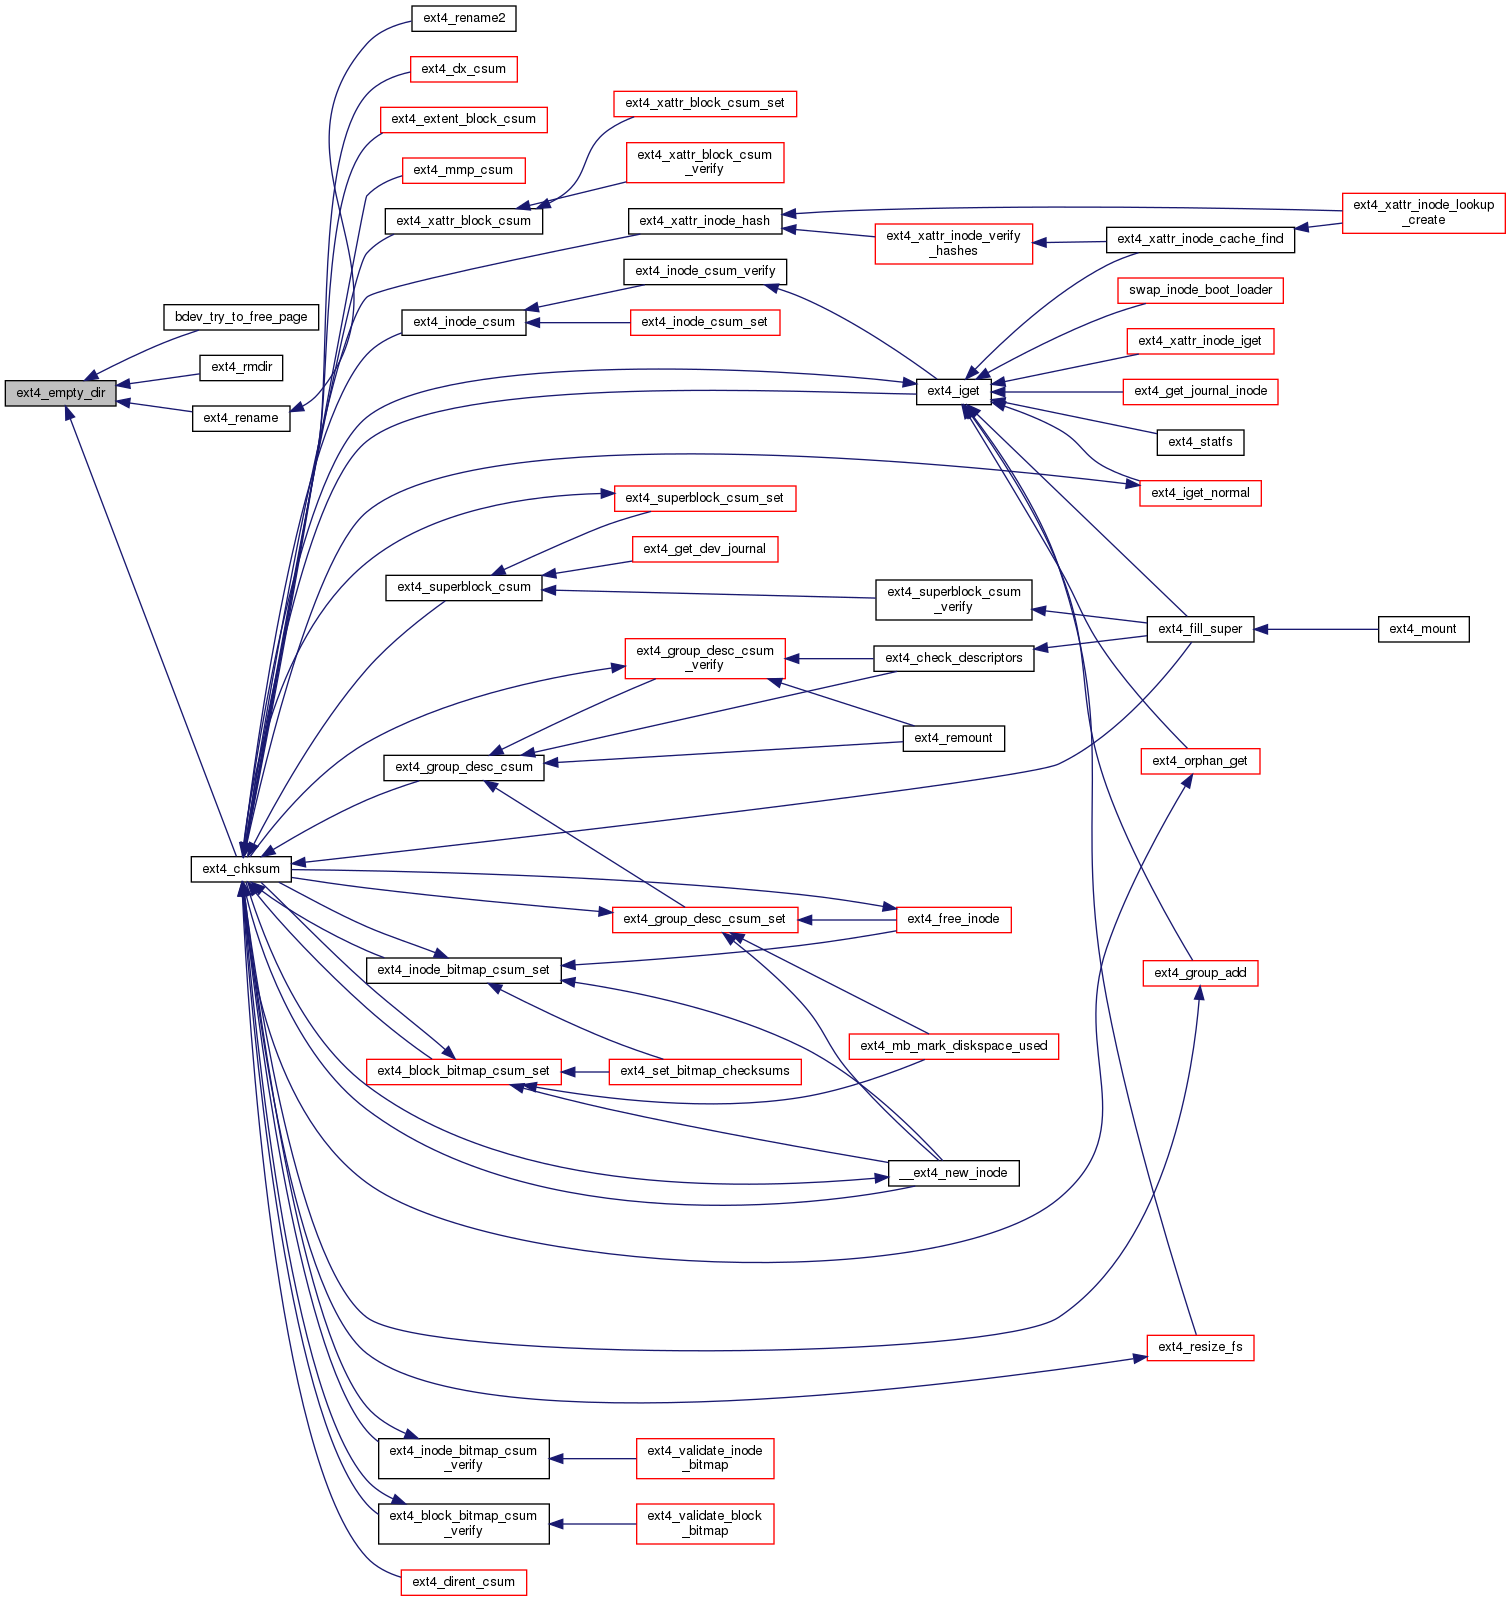 ext4_rename2
ext4_dx_csum
ext4_extent_block_csum
ext4_mmp_csum
ext4_xattr_block_csum
ext4_xattr_block_csum_set
ext4_xattr_block_csum
_verify
ext4_xattr_inode_hash
ext4_xattr_inode_verify
_hashes
ext4_xattr_inode_cache_find
ext4_xattr_inode_lookup
_create
ext4_inode_csum_verify
ext4_inode_csum
ext4_inode_csum_set
swap_inode_boot_loader
ext4_xattr_inode_iget
ext4_get_journal_inode
ext4_iget
ext4_statfs
ext4_iget_normal
bdev_try_to_free_page
ext4_rmdir
ext4_empty_dir
ext4_rename
ext4_superblock_csum_set
ext4_get_dev_journal
ext4_superblock_csum
ext4_superblock_csum
_verify
ext4_fill_super
ext4_mount
ext4_group_desc_csum
_verify
ext4_check_descriptors
ext4_remount
ext4_group_desc_csum
ext4_orphan_get
ext4_chksum
ext4_group_desc_csum_set
ext4_free_inode
ext4_inode_bitmap_csum_set
ext4_group_add
ext4_mb_mark_diskspace_used
ext4_block_bitmap_csum_set
ext4_set_bitmap_checksums
__ext4_new_inode
ext4_resize_fs
ext4_inode_bitmap_csum
_verify
ext4_validate_inode
_bitmap
ext4_block_bitmap_csum
_verify
ext4_validate_block
_bitmap
ext4_dirent_csum